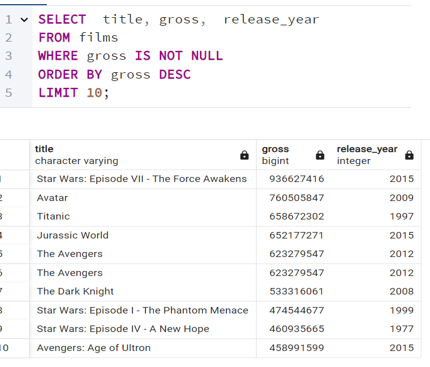 1 SELECT title, gross, release_year
2 FROM films
3 WHERE gross IS NOT NULL
4 ORDER BY gross DESC
5 LIMIT 10;
title gross release_year
character varying bigint integer
1 Star Wars: Episode VII - The Force Awakens 936627416 2015
2 Avatar 760505847 2009
3 Titanic 658672302 1997
4 Jurassic World 652177271 2015
5 The Avengers 623279547 2012
6 The Avengers 623279547 2012
7 The Dark Knight 533316061 2008
8 Star Wars: Episode I - The Phantom Menace 474544677 1999
9 Star Wars: Episode IV - A New Hope 460935665 1977
10 Avengers: Age of Ultron 458991599 2015